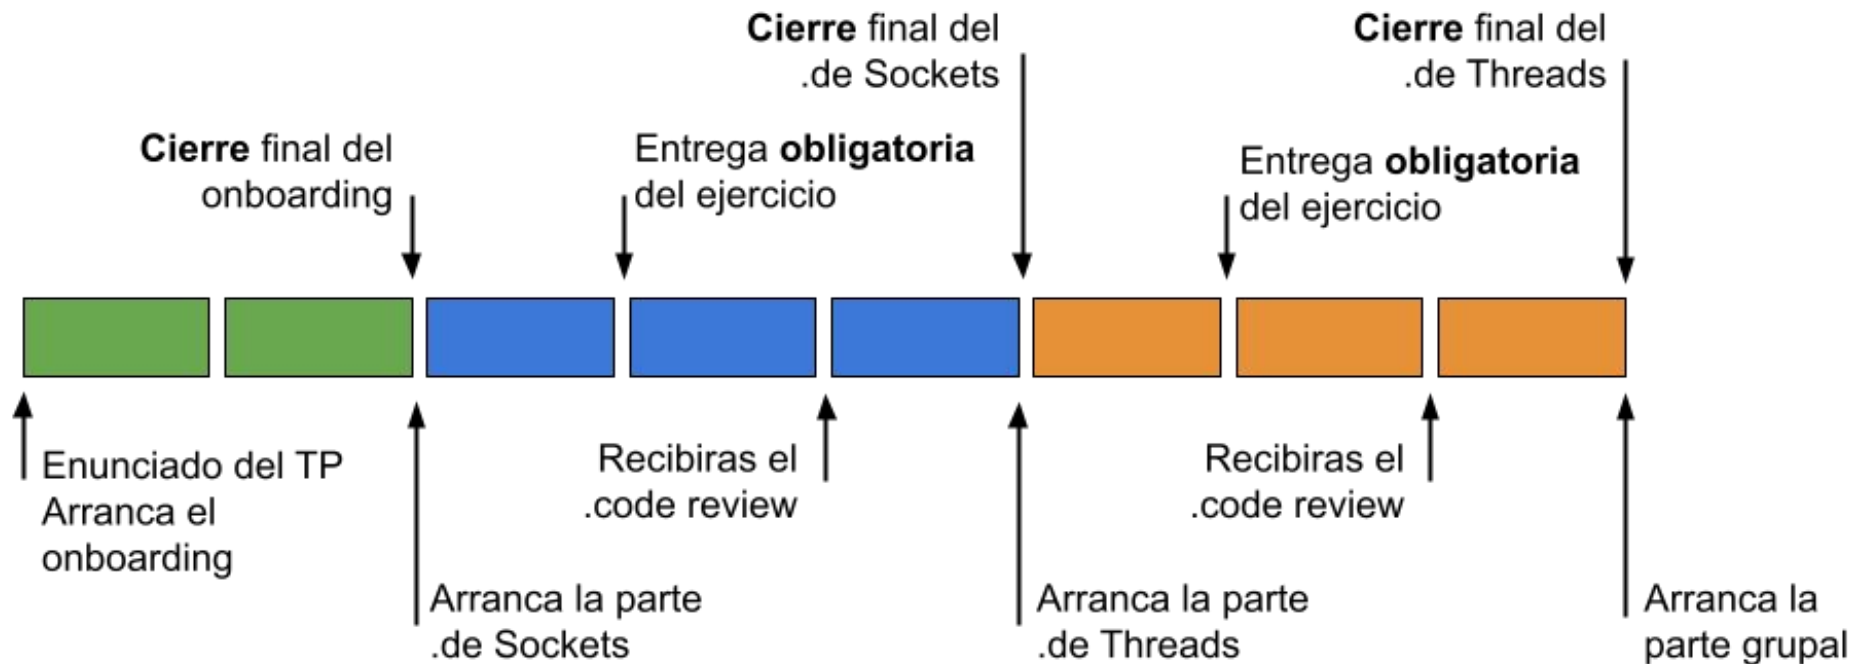 Cierre final del
.de Sockets
Cierre final del
.de Threads
Cierre final del
onboarding
Entrega obligatoria
del ejercicio
Entrega obligatoria
del ejercicio
Enunciado del TP
Arranca el
onboarding
Recibiras el
.code review
Recibiras el
.code review
Arranca la parte
.de Sockets
Arranca la parte
.de Threads
Arranca la
parte grupal